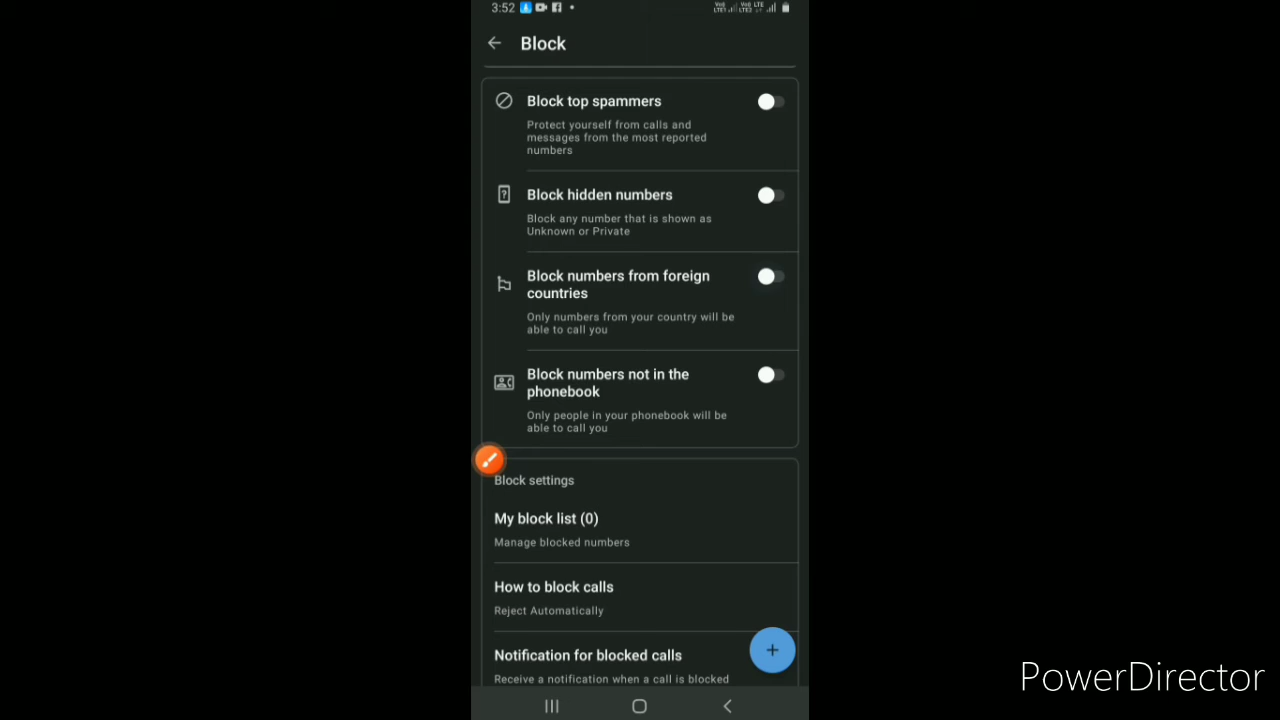 3:52
Block
Block top spammers
Protect yourself from calls and
messages from the most reported
numbers
Block hidden numbers
Block any number that is shown as
Unknown or Private
Block numbers from foreign
countries
Only numbers from your country will be
able to call you
Block numbers not in the
phonebook
Only people in your phonebook will be
able to call you
Block settings
My block list (0)
Manage blocked numbers
How to block calls
Reject Automatically
Notification for blocked calls
Receive a notification when a call is blocked
PowerDirector